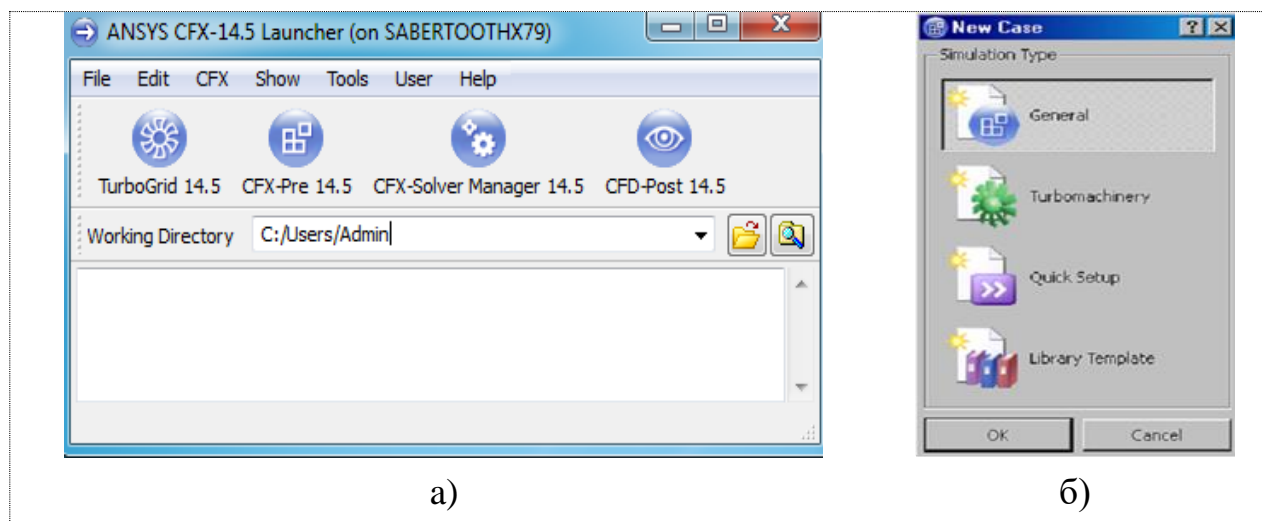 ANSYS CFX-14.5 Launcher (on SABERTOOTHX79)
File Edit CFX Show Tools User Help
TurboGrid 14.5 CFX-Pre 14.5 CFX-Solver Manager 14.5 CFD-Post 14.5
Working Directory C:/Users/Admin
а)
New Case
Simulation Type
General
Turbomachinery
Quick Setup
Library Template
OK Cancel
б)